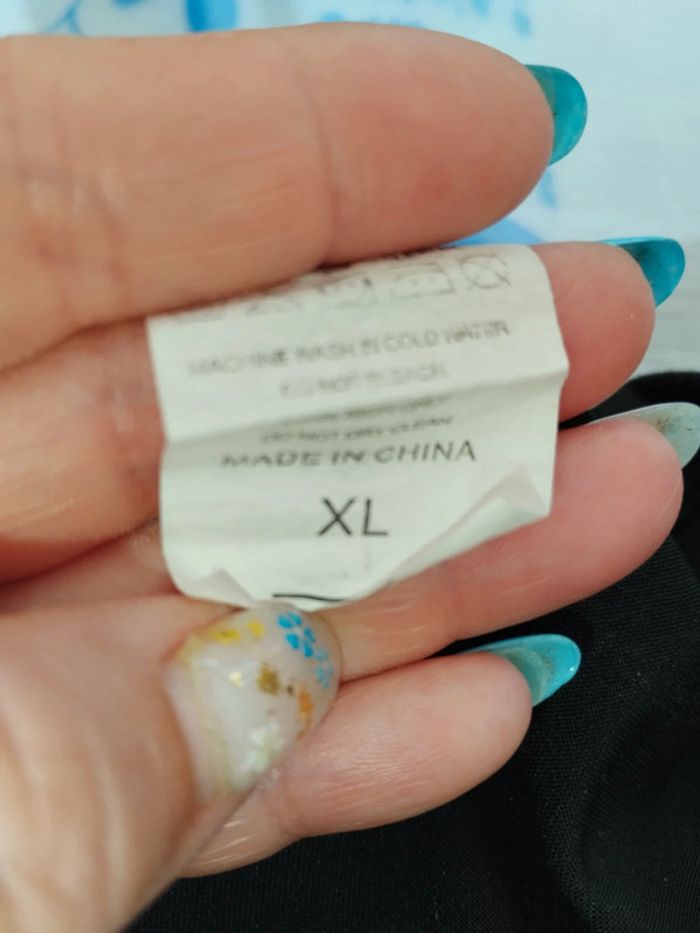 MACHINE WASH IN COLD WATER
DO NOT BLEACH
DO NOT DRY CLEAN
MADE IN CHINA
XL